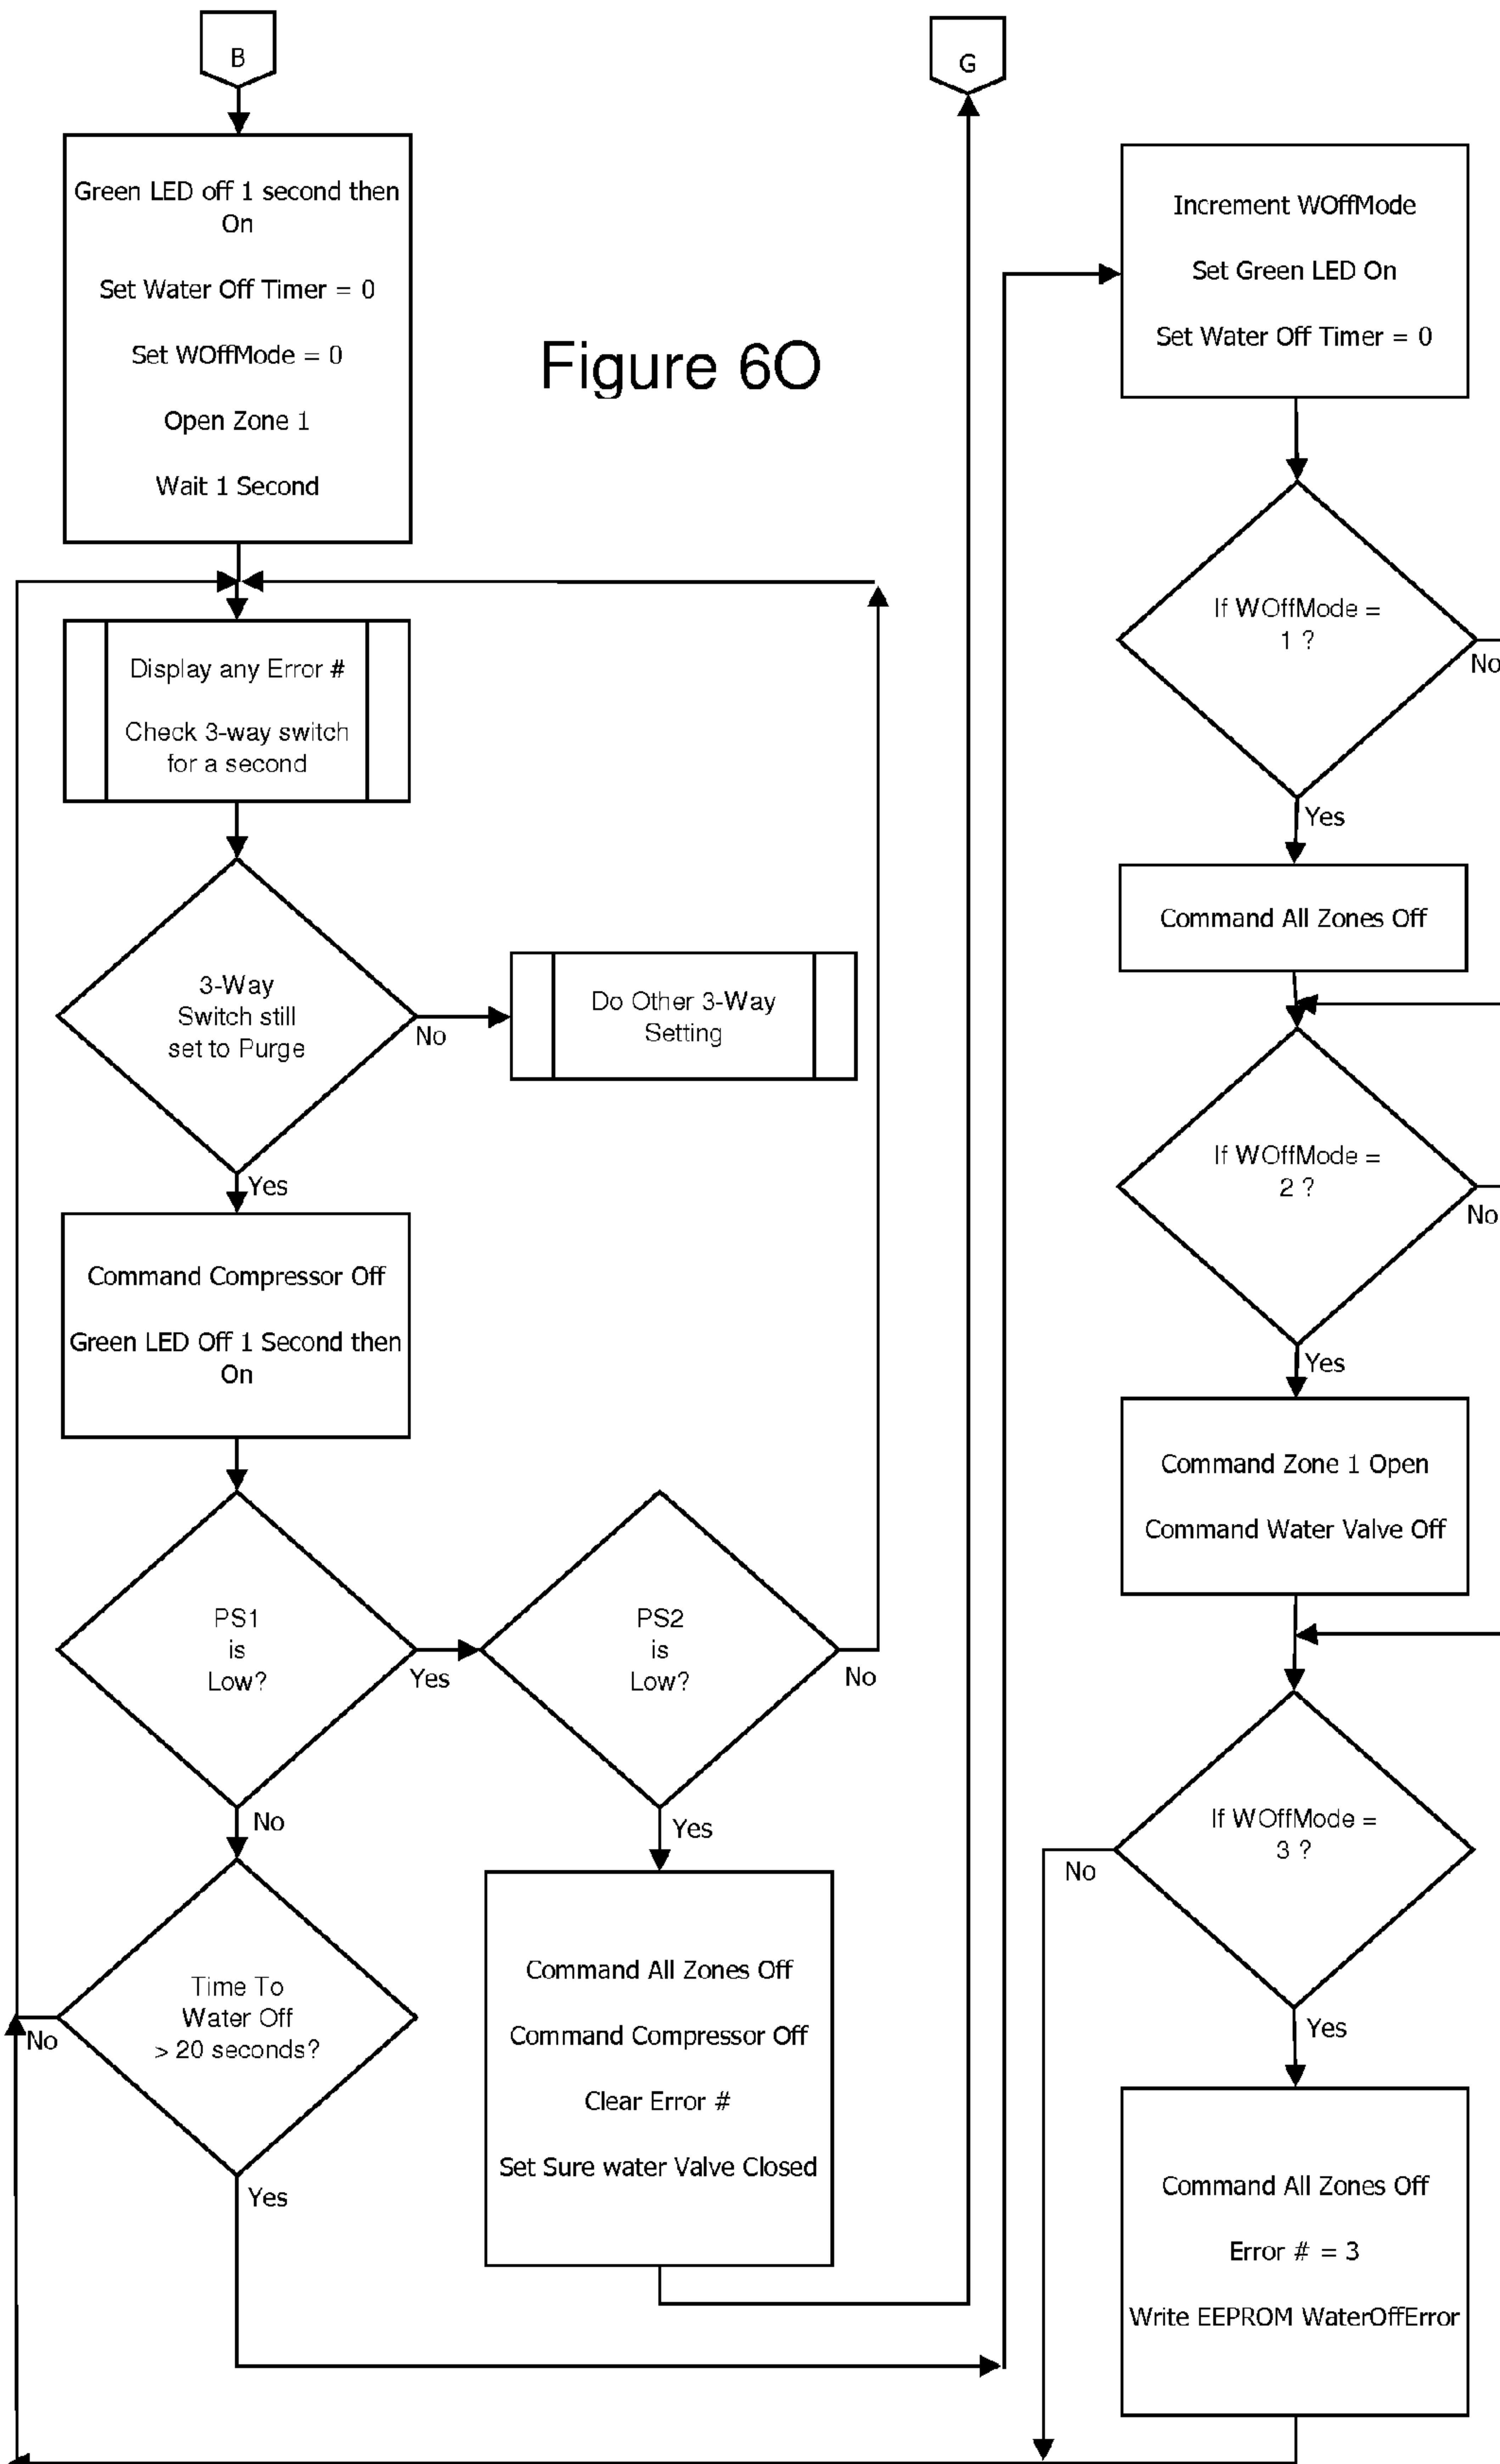 B
Green LED off 1 second then
On
Set Water Off Timer = 0
Set WOffMode = 0
Open Zone 1
Wait 1 Second
Figure 6O
Display any Error #
Check 3-way switch
for a second
3-Way
Switch still
set to Purge
No
Do Other 3-Way
Setting
Yes
Command Compressor Off
Green LED Off 1 Second then
On
PS1
is
Low?
Yes
PS2
is
Low?
No
No
Yes
Time To
Water Off
> 20 seconds?
No
Yes
Command All Zones Off
Command Compressor Off
Clear Error #
Set Sure water Valve Closed
G
Increment WOffMode
Set Green LED On
Set Water Off Timer = 0
If WOffMode =
1 ?
No
Yes
Command All Zones Off
If WOffMode =
2 ?
No
Yes
Command Zone 1 Open
Command Water Valve Off
If WOffMode =
3 ?
No
Yes
Command All Zones Off
Error # = 3
Write EEPROM WaterOffError